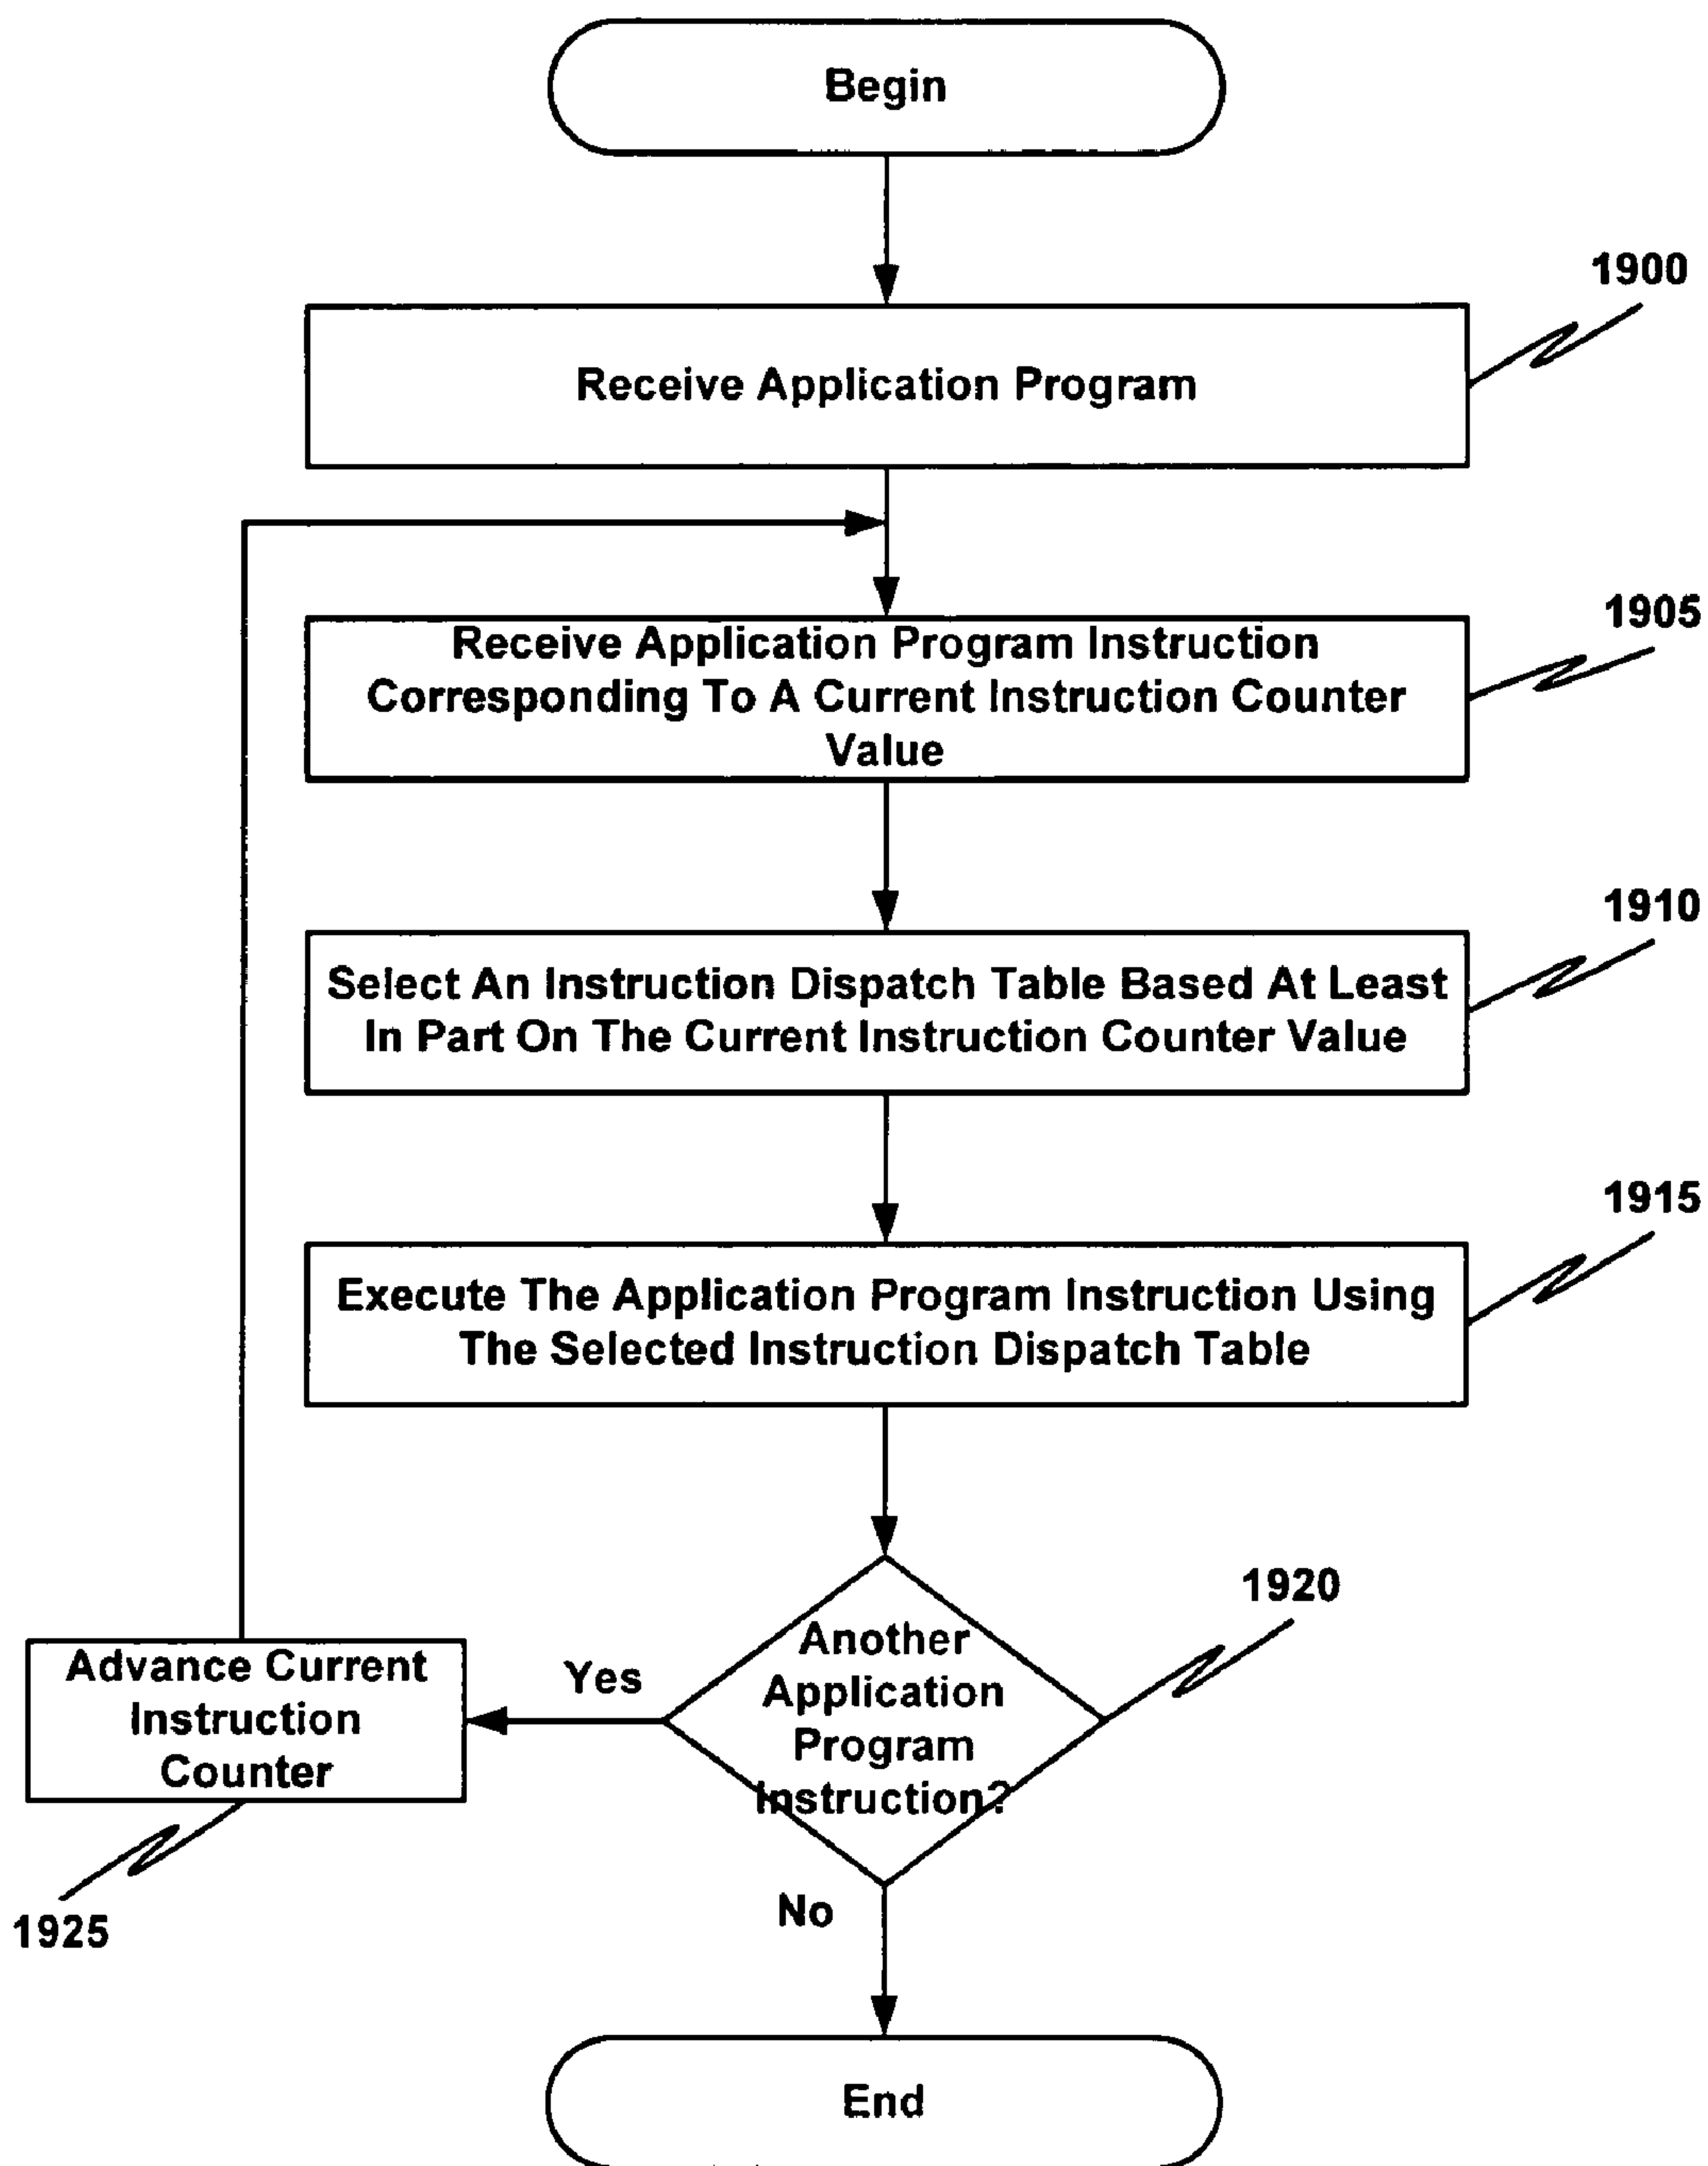 Begin
1900
Receive Application Program
1905
Receive Application Program Instruction
Corresponding To A Current Instruction Counter
Value
1910
Select An Instruction Dispatch Table Based At Least
In Part On The Current Instruction Counter Value
1915
Execute The Application Program Instruction Using
The Selected Instruction Dispatch Table
1920
Another
Application
Program
Instruction?
Yes
Advance Current
Instruction
Counter
1925
No
End